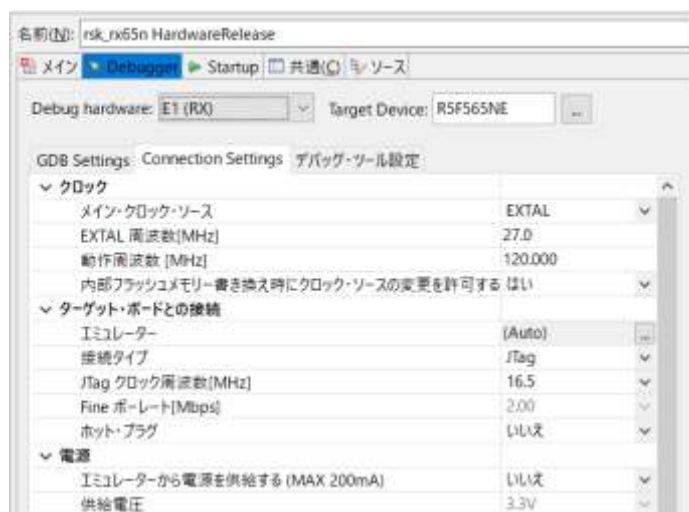 名前(N): rsk_rx65n HardwareRelease
メイン Debugger Startup 共通(C) ソース
Debug hardware: E1 (RX) Target Device: R5F565NE ...
GDB Settings Connection Settings デバッグ・ツール設定
クロック
メイン・クロック・ソース EXTAL
EXTAL 周波数[MHz] 27.0
動作周波数 [MHz] 120.000
内部フラッシュメモリー書き換え時にクロック・ソースの変更を許可する はい
ターゲット・ボードとの接続
エミュレーター (Auto) ...
接続タイプ JTag
JTag クロック周波数[MHz] 16.5
Fine ボーレート[Mbps] 2.00
ホット・プラグ いいえ
電源
エミュレーターから電源を供給する (MAX 200mA) いいえ
供給電圧 3.3V